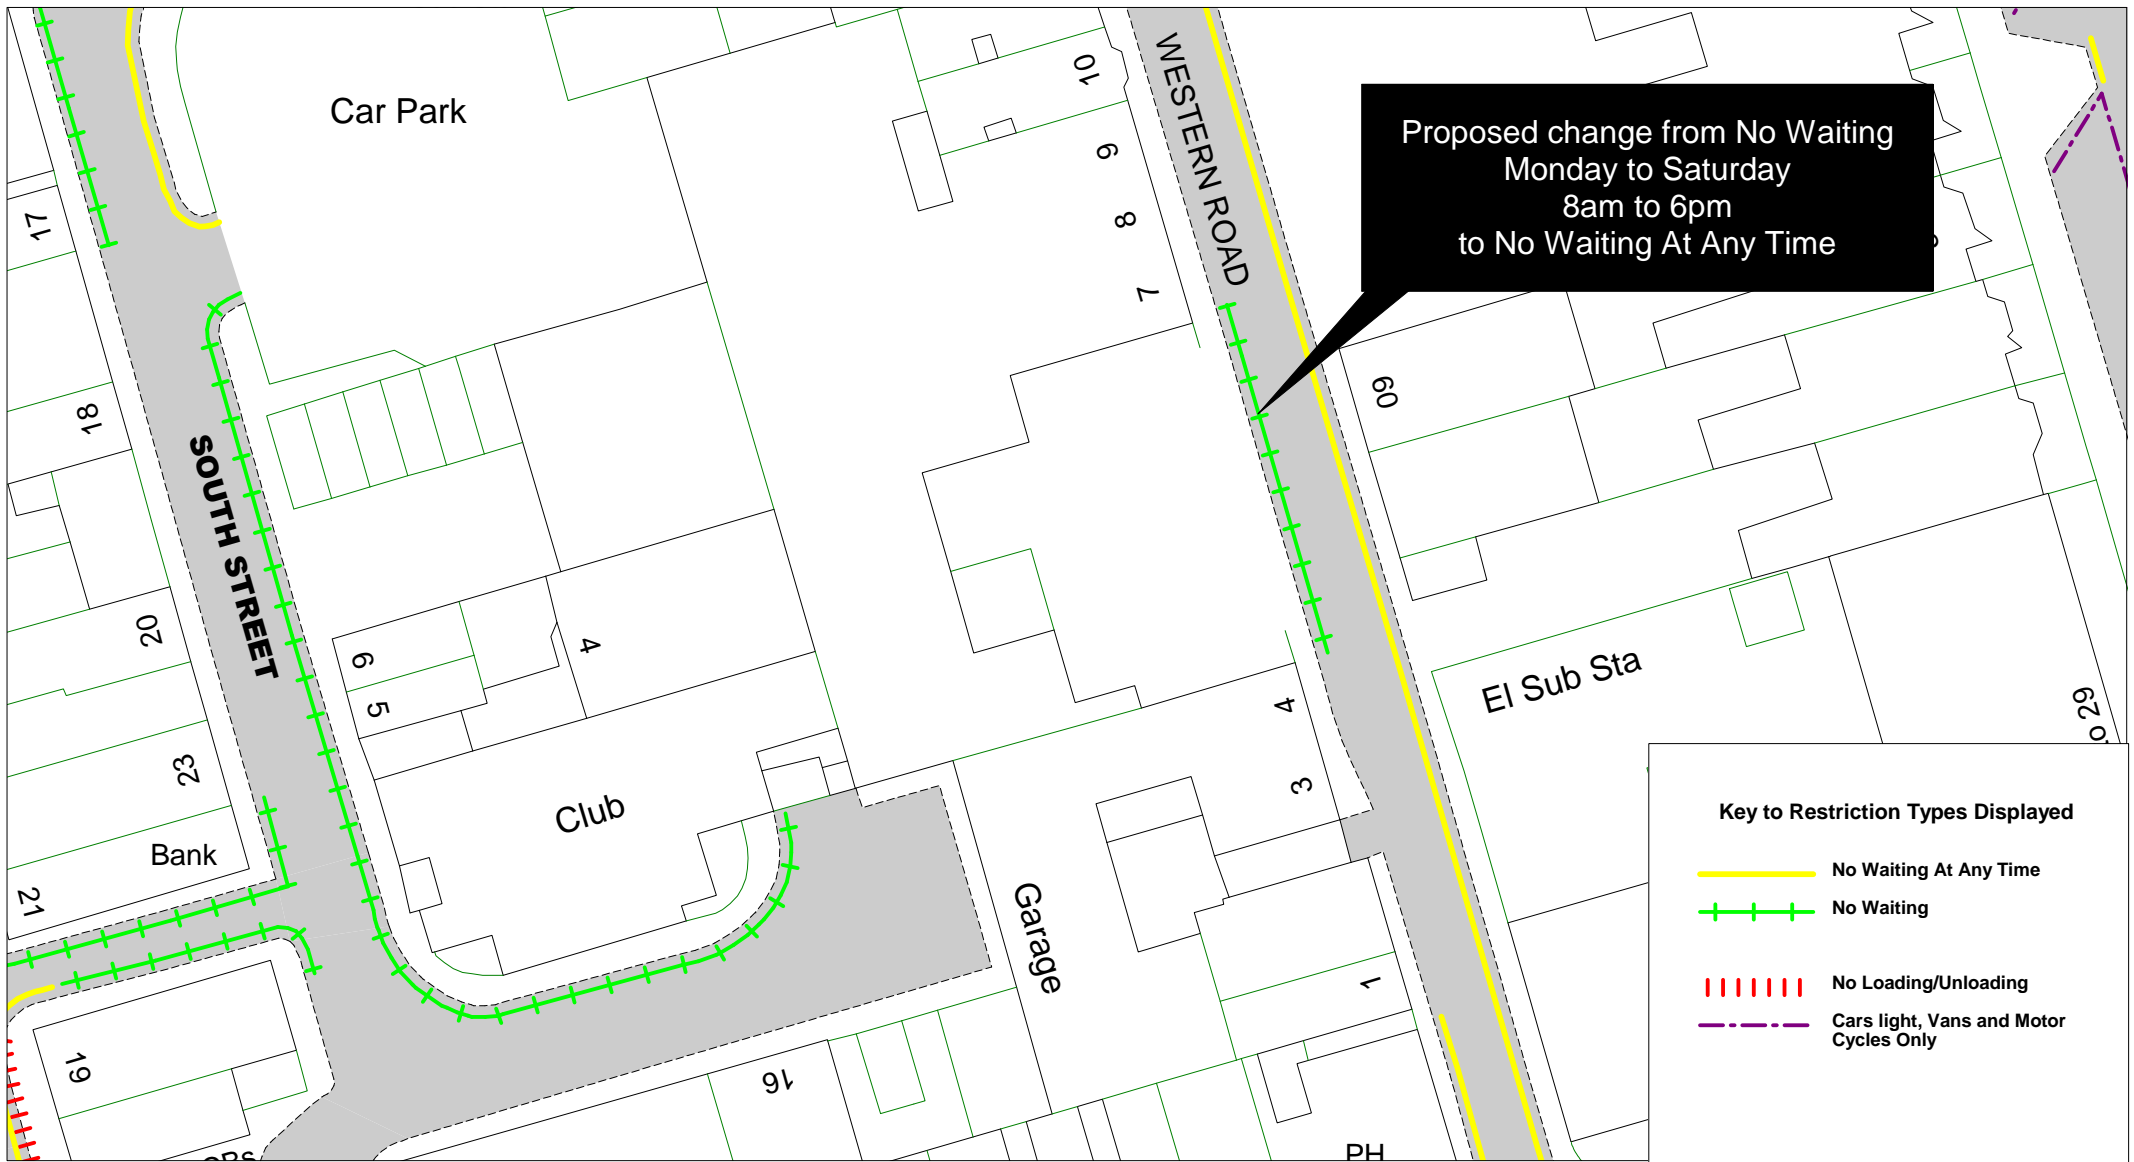 Car Park
10
9
8
7
WESTERN ROAD
Proposed change from No Waiting
Monday to Saturday
8am to 6pm
to No Waiting At Any Time
17
18
SOUTH STREET
60
20
6
5
4
El Sub Sta
23
4
3
29
Club
Bank
21
Garage
1
19
16
PH
Key to Restriction Types Displayed
No Waiting At Any Time
No Waiting
No Loading/Unloading
Cars light, Vans and Motor
Cycles Only